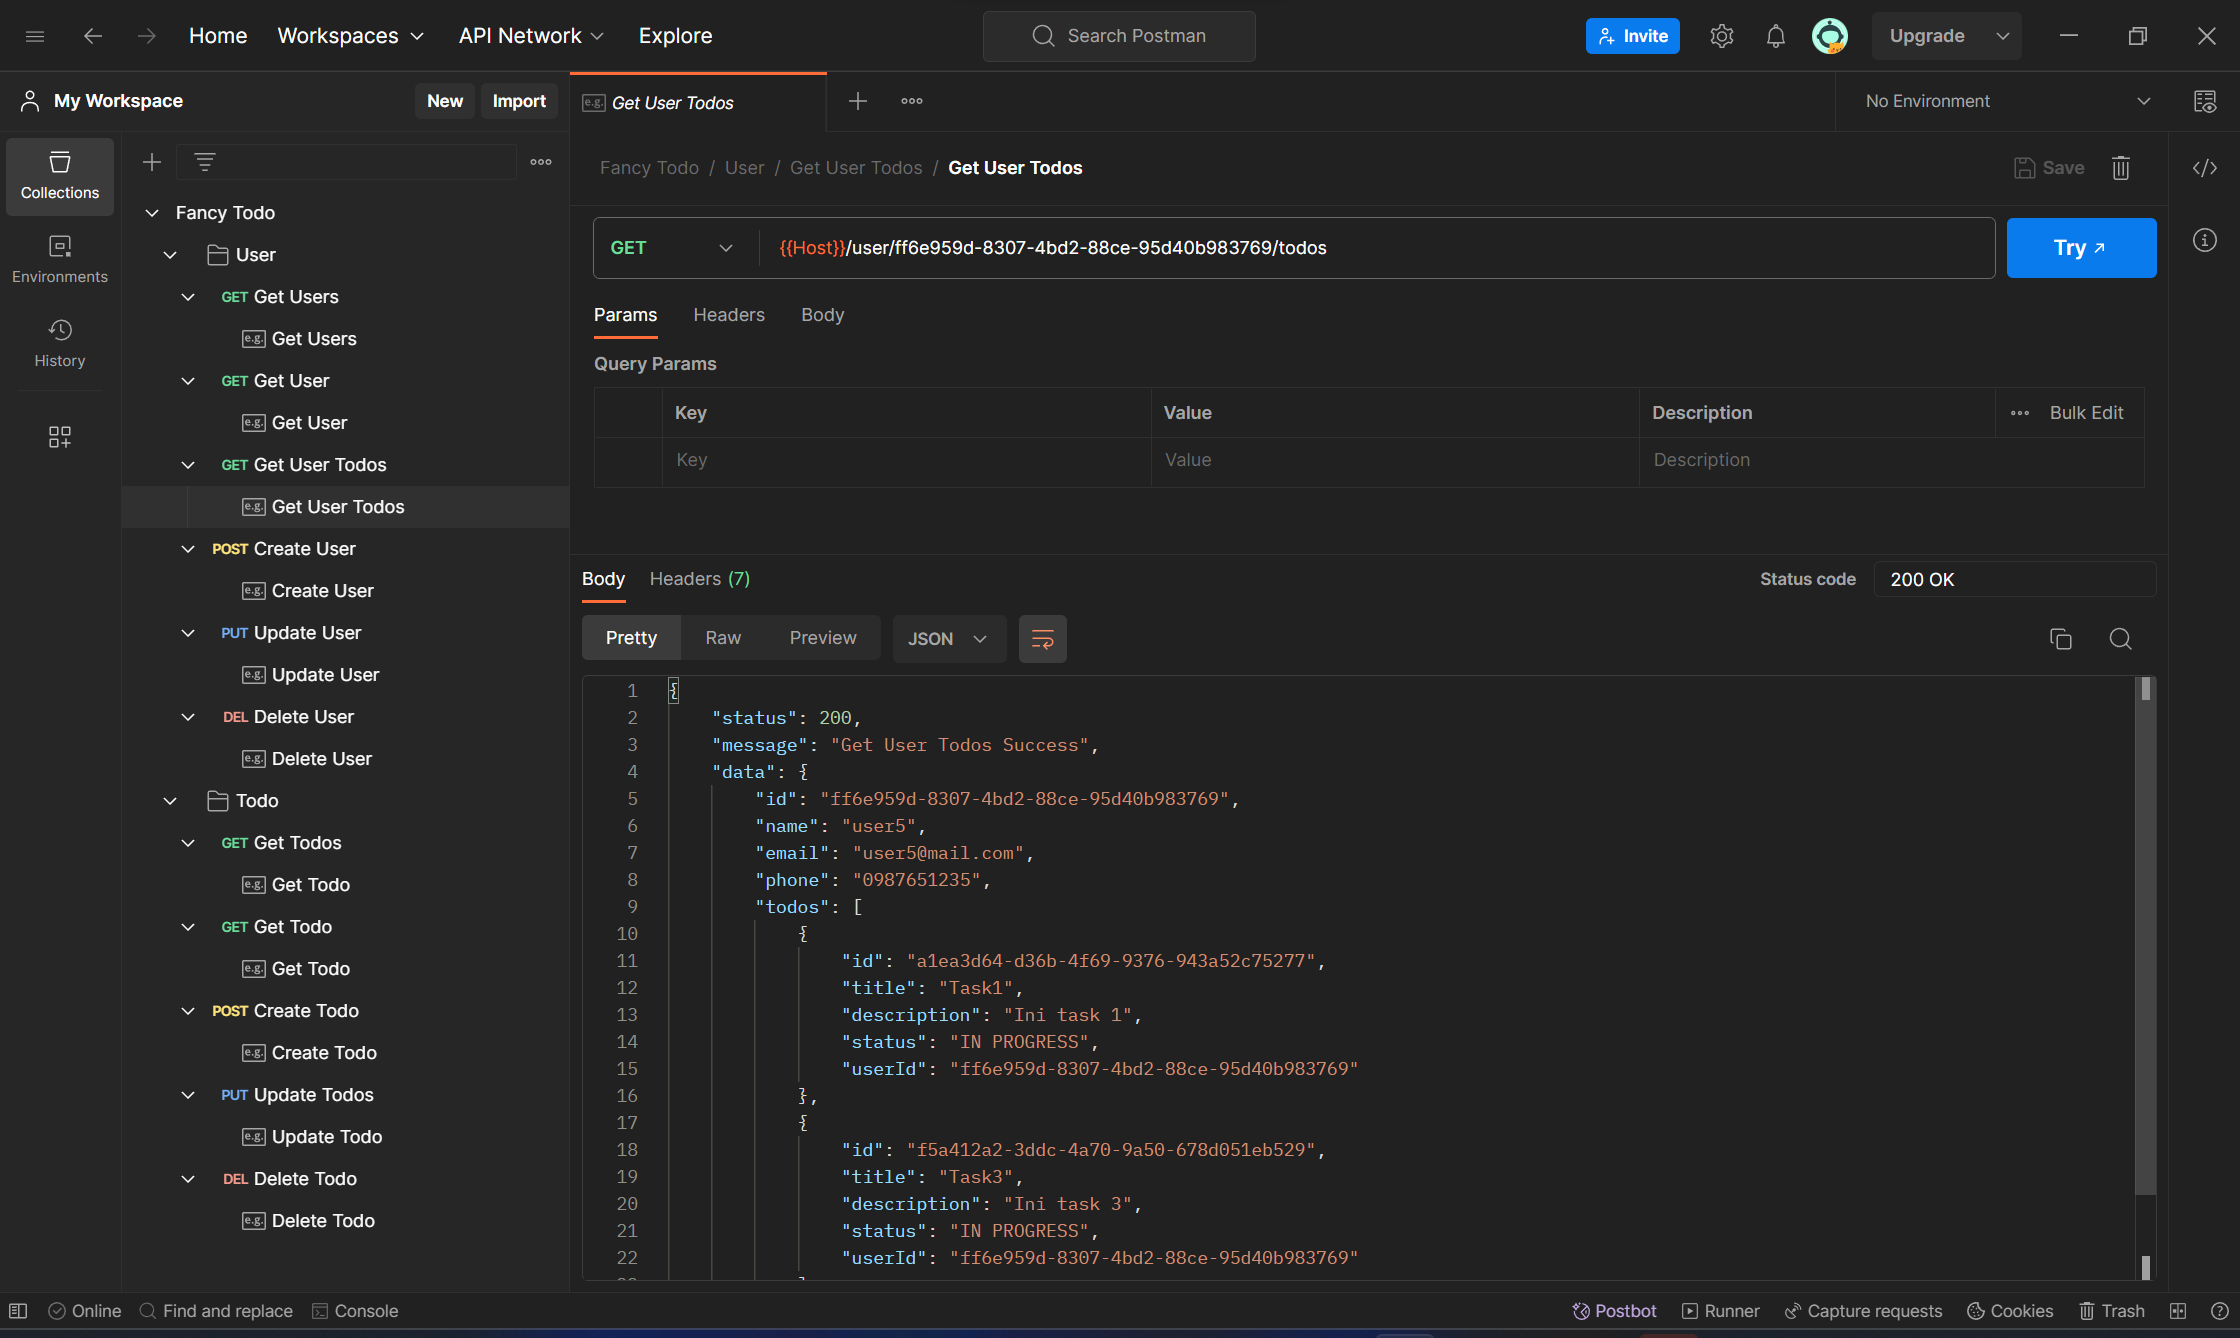 Home Workspaces API Network Explore Search Postman Invite Upgrade
My Workspace New Import
e.g. Get User Todos
No Environment
Collections
Environments
History
Fancy Todo
User
GET Get Users
e.g. Get Users
GET Get User
e.g. Get User
GET Get User Todos
e.g. Get User Todos
POST Create User
e.g. Create User
PUT Update User
e.g. Update User
DEL Delete User
e.g. Delete User
Todo
GET Get Todos
e.g. Get Todo
GET Get Todo
e.g. Get Todo
POST Create Todo
e.g. Create Todo
PUT Update Todos
e.g. Update Todo
DEL Delete Todo
e.g. Delete Todo
Fancy Todo / User / Get User Todos / Get User Todos
Save
GET {{Host}}/user/ff6e959d-8307-4bd2-88ce-95d40b983769/todos
Try
Params Headers Body
Query Params
Key Value Description Bulk Edit
Key Value Description
Body Headers (7) Status code 200 OK
Pretty Raw Preview JSON
1 {
2 "status": 200,
3 "message": "Get User Todos Success",
4 "data": {
5 "id": "ff6e959d-8307-4bd2-88ce-95d40b983769",
6 "name": "user5",
7 "email": "user5@mail.com",
8 "phone": "0987651235",
9 "todos": [
10 {
11 "id": "a1ea3d64-d36b-4f69-9376-943a52c75277",
12 "title": "Task1",
13 "description": "Ini task 1",
14 "status": "IN PROGRESS",
15 "userId": "ff6e959d-8307-4bd2-88ce-95d40b983769"
16 },
17 {
18 "id": "f5a412a2-3ddc-4a70-9a50-678d051eb529",
19 "title": "Task3",
20 "description": "Ini task 3",
21 "status": "IN PROGRESS",
22 "userId": "ff6e959d-8307-4bd2-88ce-95d40b983769"
Online Find and replace Console Postbot Runner Capture requests Cookies Trash